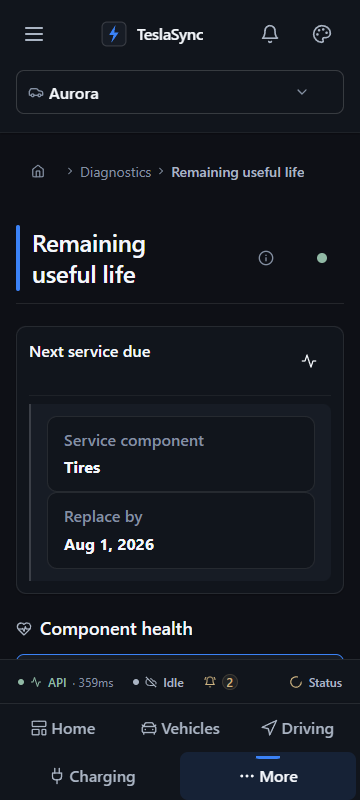 TeslaSync
Aurora
Diagnostics Remaining useful life
Remaining
useful life
Next service due
Service component
Tires
Replace by
Aug 1, 2026
Component health
API · 359ms Idle 2 Status
Home Vehicles Driving
Charging More